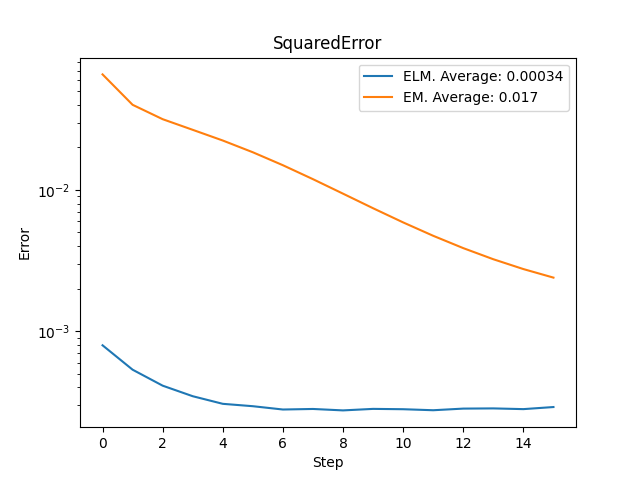 SquaredError
ELM. Average: 0.00034
EM. Average: 0.017
10⁻²
10⁻³
Error
0 2 4 6 8 10 12 14
Step